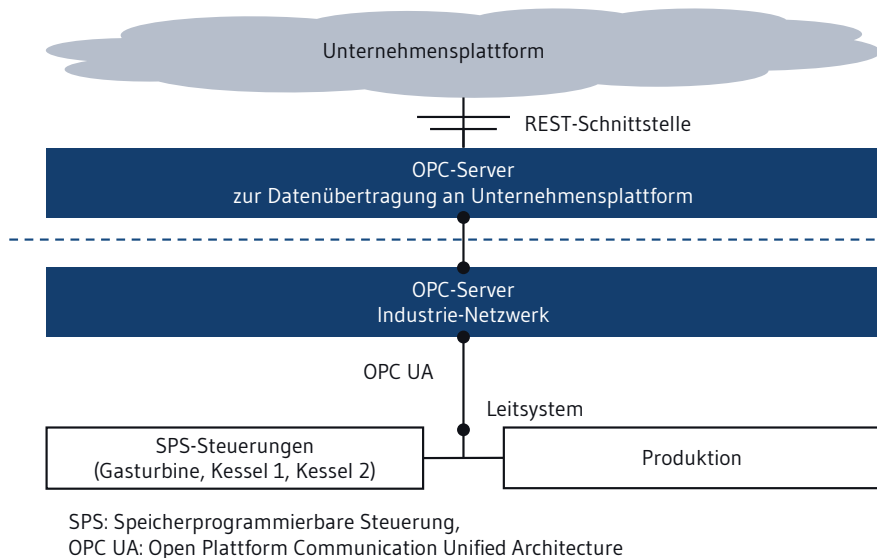 Unternehmensplattform
REST-Schnittstelle
OPC-Server
zur Datenübertragung an Unternehmensplattform
OPC-Server
Industrie-Netzwerk
OPC UA
Leitsystem
SPS-Steuerungen
(Gasturbine, Kessel 1, Kessel 2)
Produktion
SPS: Speicherprogrammierbare Steuerung,
OPC UA: Open Plattform Communication Unified Architecture